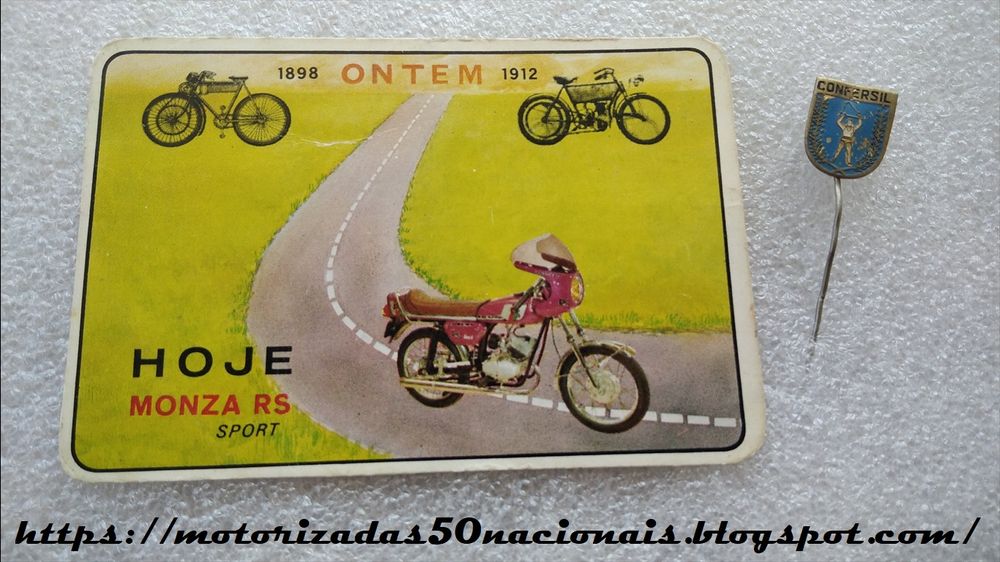 1898 ONTEM 1912
CONFERSIL
HOJE
MONZA RS
SPORT
https://motorizadas50nacionais.blogspot.com/